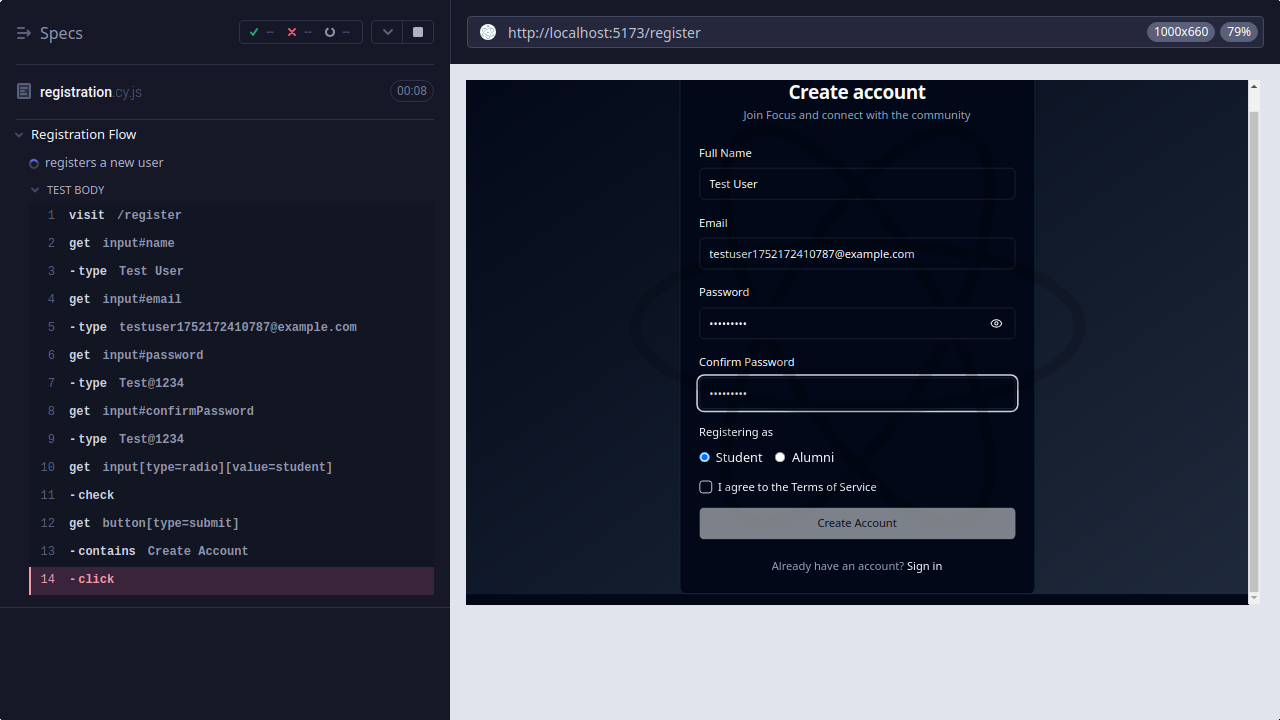 Specs
-- -- --
http://localhost:5173/register
1000x660
79%
registration.cy.js
00:08
Registration Flow
registers a new user
TEST BODY
1 visit /register
2 get input#name
3 -type Test User
4 get input#email
5 -type testuser1752172410787@example.com
6 get input#password
7 -type Test@1234
8 get input#confirmPassword
9 -type Test@1234
10 get input[type=radio][value=student]
11 -check
12 get button[type=submit]
13 -contains Create Account
14 -click
Create account
Join Focus and connect with the community
Full Name
Test User
Email
testuser1752172410787@example.com
Password
•••••••••
Confirm Password
•••••••••
Registering as
Student Alumni
I agree to the Terms of Service
Create Account
Already have an account? Sign in